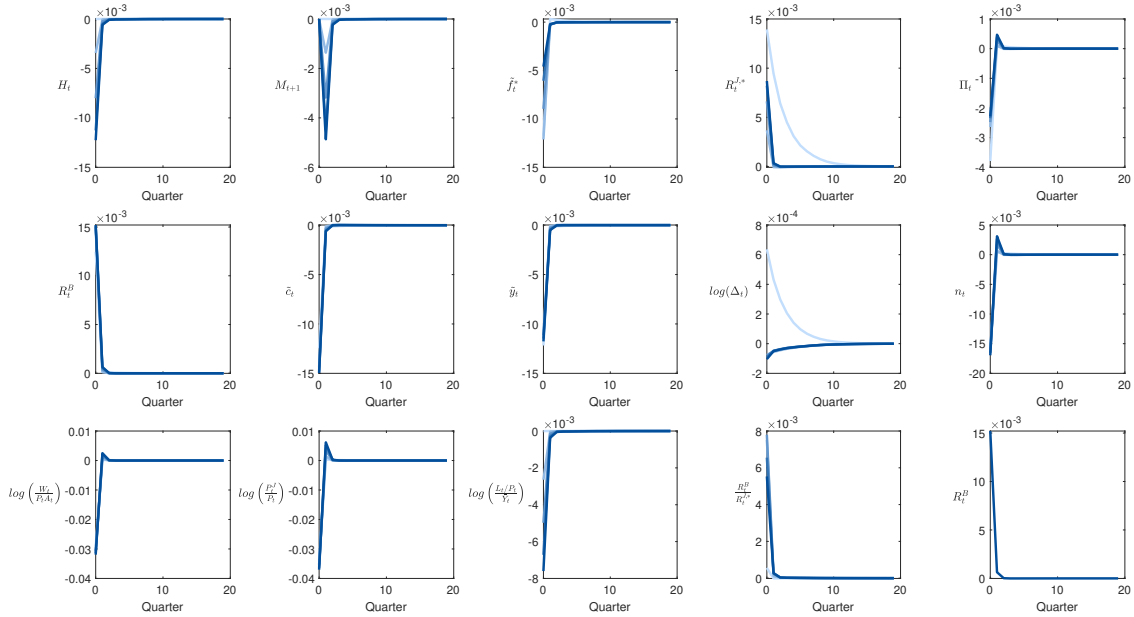 ×10⁻³ ×10⁻³ ×10⁻³ ×10⁻³ ×10⁻³
0 0 0 15 1
-5 -2 -5 10 0
-1
H_t M_{t+1} \tilde{f}_t^* R_t^{J,*} Π_t
-10 -4 -10 5 -2
-3
-15 -6 -15 0 -4
0 10 20 0 10 20 0 10 20 0 10 20 0 10 20
Quarter Quarter Quarter Quarter Quarter
×10⁻³ ×10⁻³ ×10⁻³ ×10⁻⁴ ×10⁻³
15 0 0 8 5
6 0
10 -5 -5 4 -5
R_t^B \tilde{c}_t \tilde{y}_t log(Δ_t) n_t
5 -10 -10 2 -10
0 -15
0 -15 -15 -2 -20
0 10 20 0 10 20 0 10 20 0 10 20 0 10 20
Quarter Quarter Quarter Quarter Quarter
×10⁻³ ×10⁻³ ×10⁻³
0.01 0.01 0 8 15
0 0 -2 6
-0.01 -0.01 10
log(W_t/P_tA_t) log(P_t^J/P_t) log(L_t/P_t/\tilde{Y}_t) R_t^B/R_t^{J,*} R_t^B
-4 4
-0.02 -0.02 5
-0.03 -0.03 -6 2
-0.04 -0.04 -8 0 0
0 10 20 0 10 20 0 10 20 0 10 20 0 10 20
Quarter Quarter Quarter Quarter Quarter